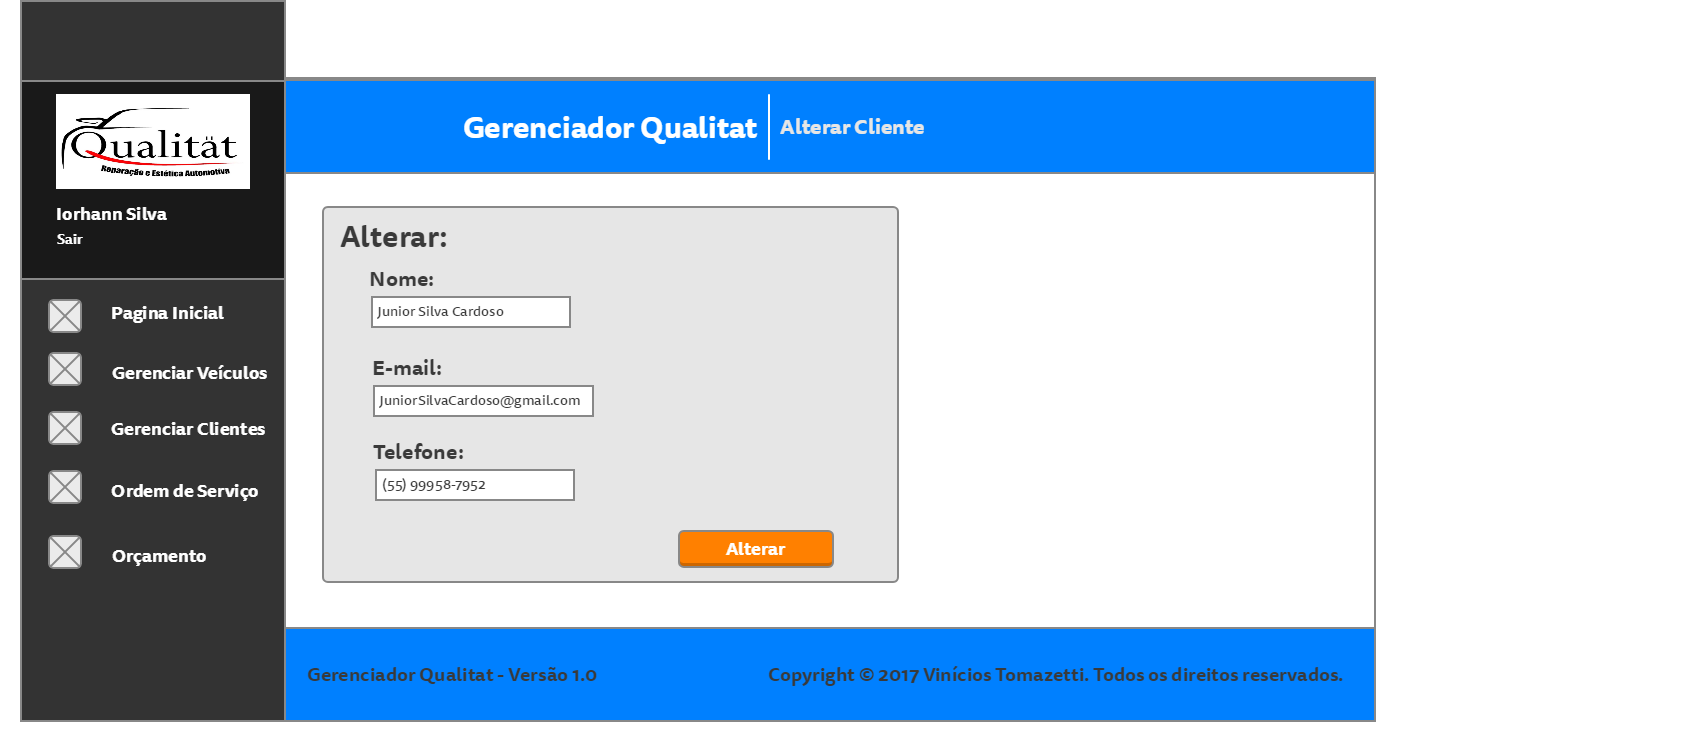 Qualität
Reparação e Estética Automotiva
Iorhann Silva
Sair
Pagina Inicial
Gerenciar Veículos
Gerenciar Clientes
Ordem de Serviço
Orçamento
Gerenciador Qualitat
Alterar Cliente
Alterar:
Nome:
Junior Silva Cardoso
E-mail:
JuniorSilvaCardoso@gmail.com
Telefone:
(55) 99958-7952
Alterar
Gerenciador Qualitat - Versão 1.0
Copyright © 2017 Vinícios Tomazetti. Todos os direitos reservados.